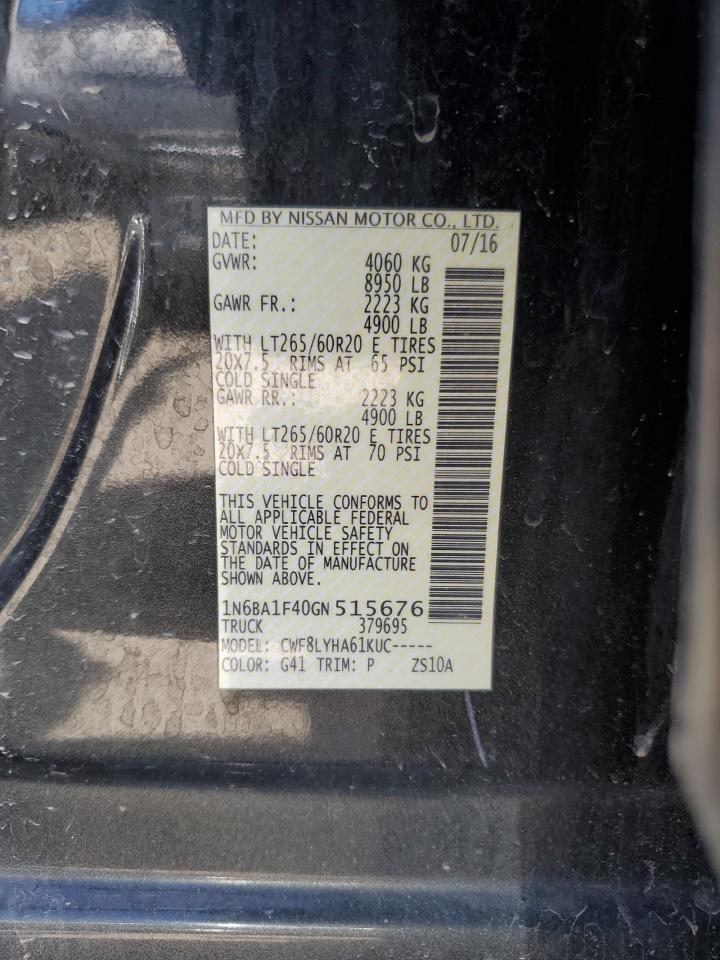 MFD BY NISSAN MOTOR CO., LTD.
DATE: 07/16
GVWR: 4060 KG
8950 LB
GAWR FR.: 2223 KG
4900 LB
WITH LT265/60R20 E TIRES
20X7.5 RIMS AT 65 PSI
COLD SINGLE
GAWR RR.: 2223 KG
4900 LB
WITH LT265/60R20 E TIRES
20X7.5 RIMS AT 70 PSI
COLD SINGLE
THIS VEHICLE CONFORMS TO
ALL APPLICABLE FEDERAL
MOTOR VEHICLE SAFETY
STANDARDS IN EFFECT ON
THE DATE OF MANUFACTURE
SHOWN ABOVE.
1N6BA1F40GN515676
TRUCK 379695
MODEL: CWF8LYHA61KUC-----
COLOR: G41 TRIM: P ZS10A